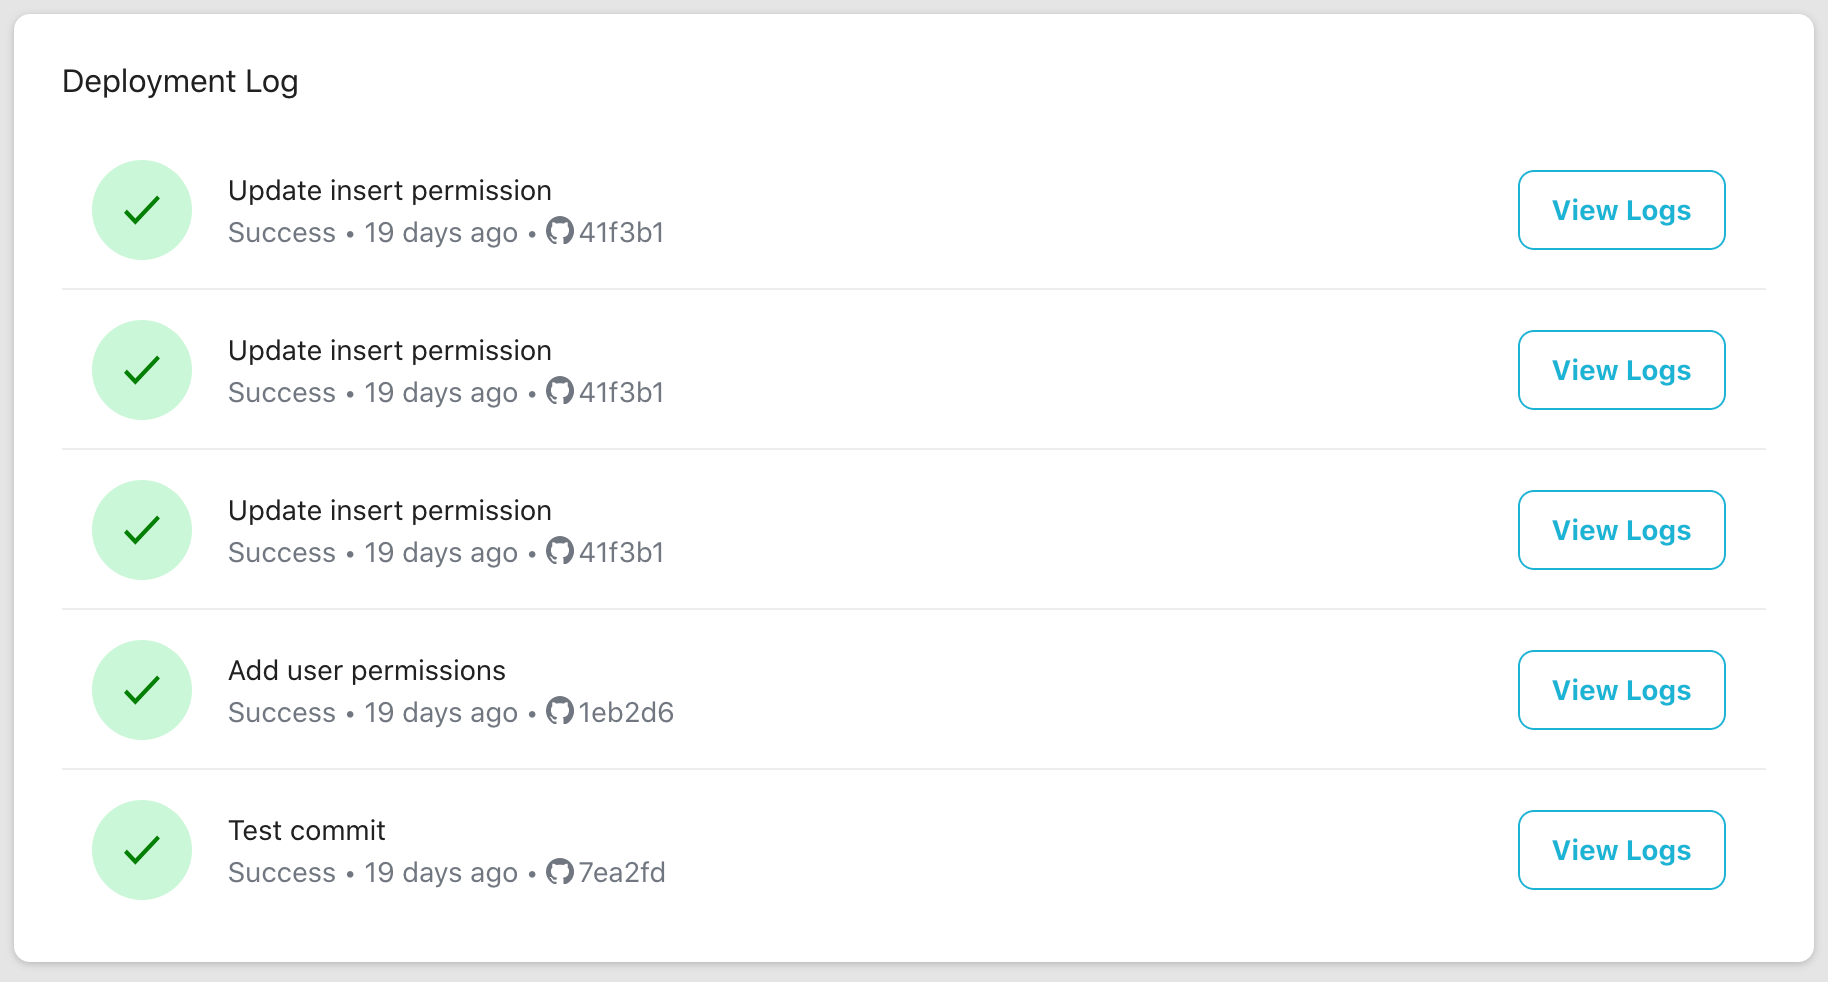 Deployment Log
Update insert permission
Success • 19 days ago • 41f3b1
View Logs
Update insert permission
Success • 19 days ago • 41f3b1
View Logs
Update insert permission
Success • 19 days ago • 41f3b1
View Logs
Add user permissions
Success • 19 days ago • 1eb2d6
View Logs
Test commit
Success • 19 days ago • 7ea2fd
View Logs